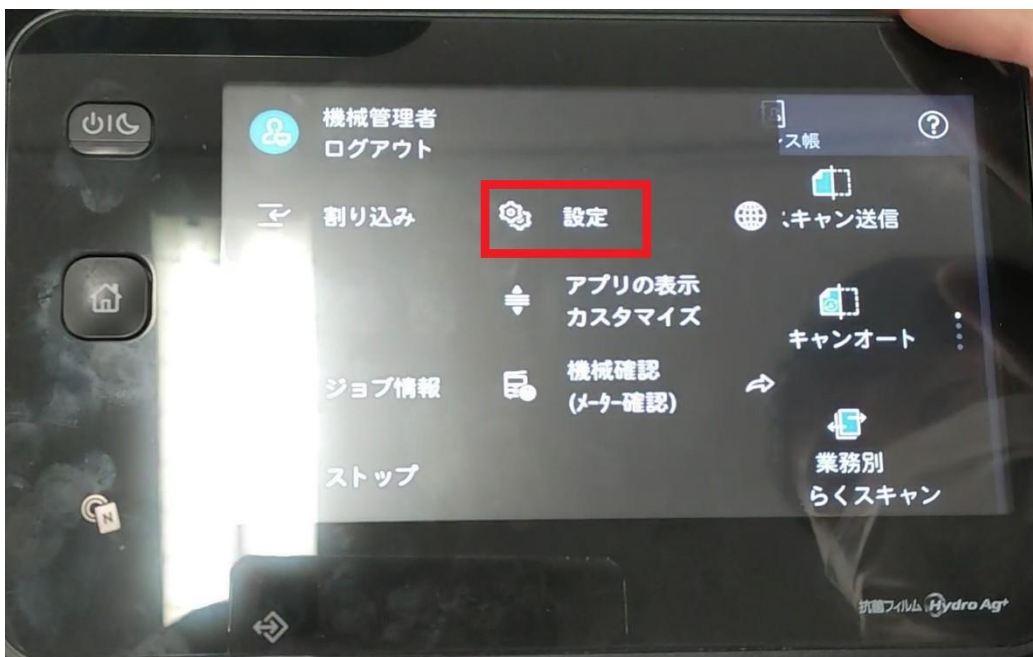 機械管理者
ログアウト
ス帳
割り込み
設定
キャン送信
アプリの表示
カスタマイズ
キャンオート
ジョブ情報
機械確認
(メーター確認)
ストップ
業務別
らくスキャン
N
抗菌フィルム Hydro Ag+